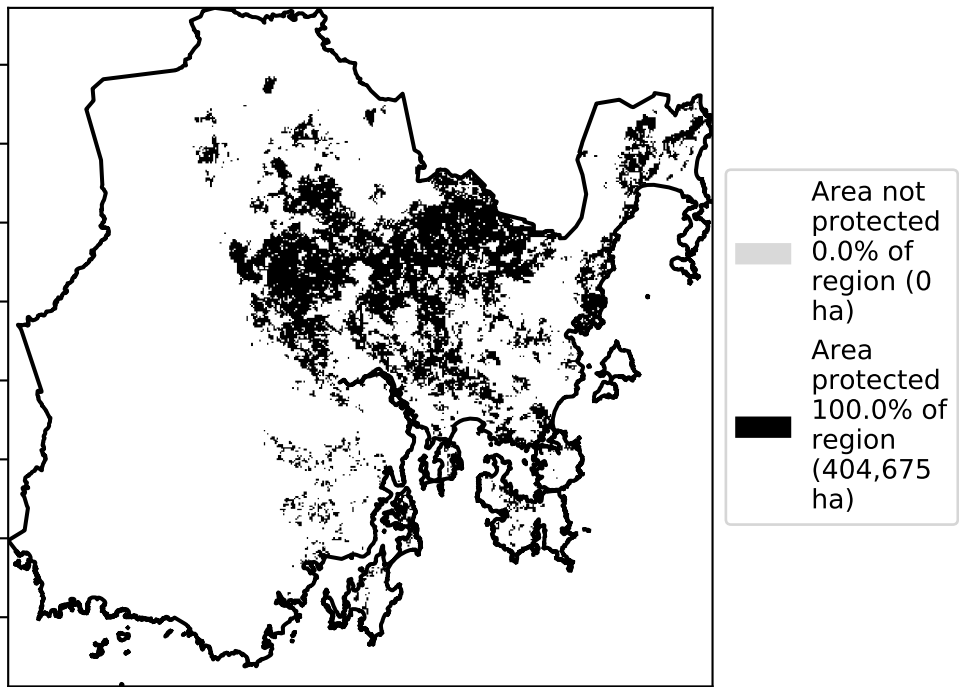 Area not
protected
0.0% of
region (0
ha)
Area
protected
100.0% of
region
(404,675
ha)